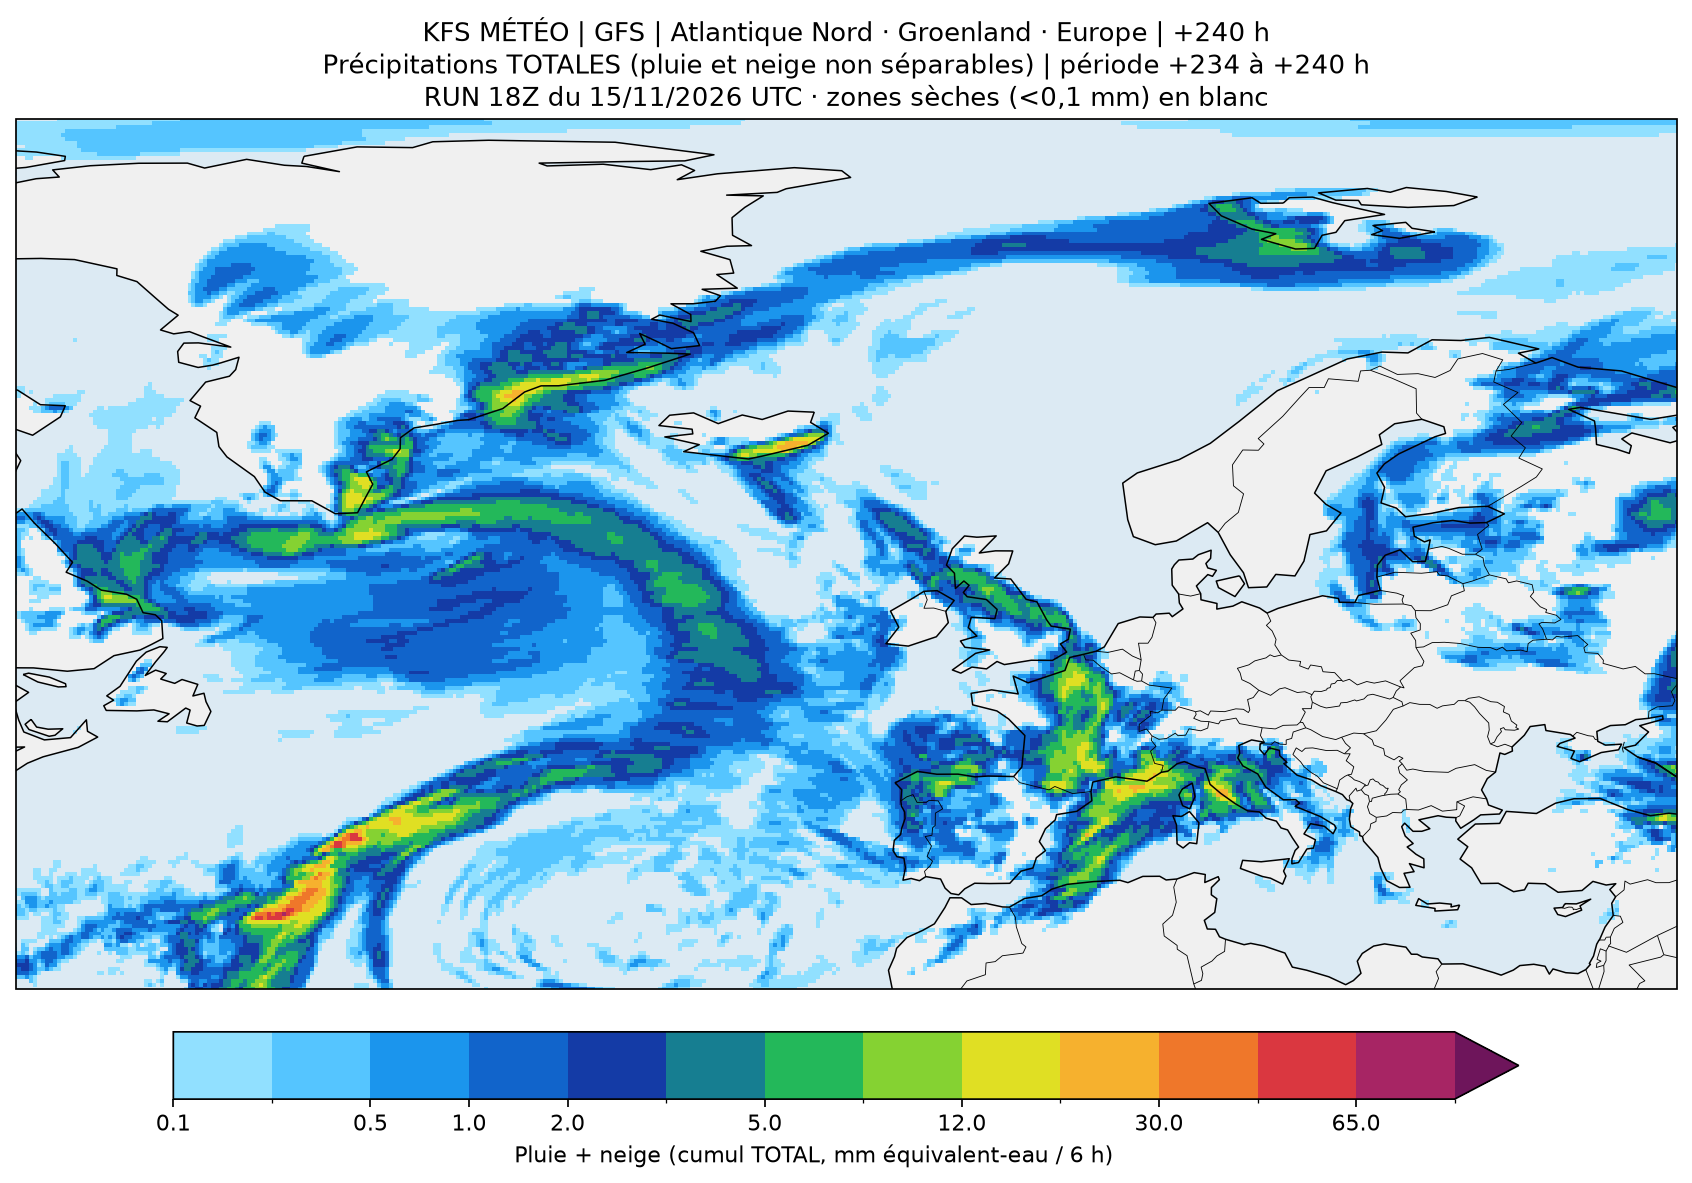 KFS MÉTÉO | GFS | Atlantique Nord · Groenland · Europe | +240 h
Précipitations TOTALES (pluie et neige non séparables) | période +234 à +240 h
RUN 18Z du 15/11/2026 UTC · zones sèches (<0,1 mm) en blanc
0.1 0.5 1.0 2.0 5.0 12.0 30.0 65.0
Pluie + neige (cumul TOTAL, mm équivalent-eau / 6 h)